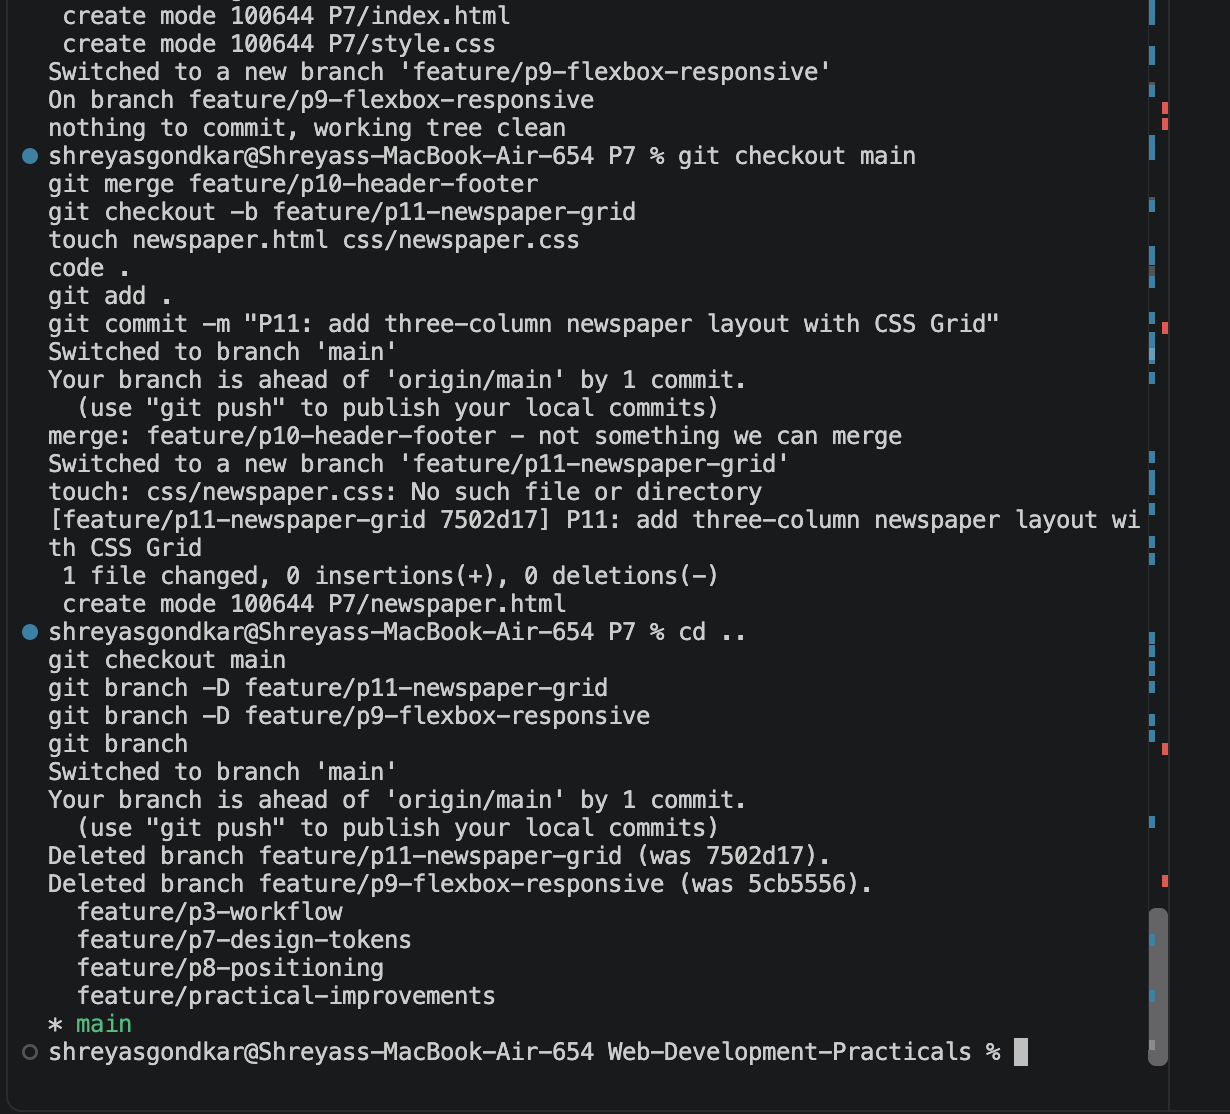 create mode 100644 P7/index.html
create mode 100644 P7/style.css
Switched to a new branch 'feature/p9-flexbox-responsive'
On branch feature/p9-flexbox-responsive
nothing to commit, working tree clean
shreyasgondkar@Shreyass-MacBook-Air-654 P7 % git checkout main
git merge feature/p10-header-footer
git checkout -b feature/p11-newspaper-grid
touch newspaper.html css/newspaper.css
code .
git add .
git commit -m "P11: add three-column newspaper layout with CSS Grid"
Switched to branch 'main'
Your branch is ahead of 'origin/main' by 1 commit.
  (use "git push" to publish your local commits)
merge: feature/p10-header-footer - not something we can merge
Switched to a new branch 'feature/p11-newspaper-grid'
touch: css/newspaper.css: No such file or directory
[feature/p11-newspaper-grid 7502d17] P11: add three-column newspaper layout wi
th CSS Grid
 1 file changed, 0 insertions(+), 0 deletions(-)
 create mode 100644 P7/newspaper.html
shreyasgondkar@Shreyass-MacBook-Air-654 P7 % cd ..
git checkout main
git branch -D feature/p11-newspaper-grid
git branch -D feature/p9-flexbox-responsive
git branch
Switched to branch 'main'
Your branch is ahead of 'origin/main' by 1 commit.
  (use "git push" to publish your local commits)
Deleted branch feature/p11-newspaper-grid (was 7502d17).
Deleted branch feature/p9-flexbox-responsive (was 5cb5556).
  feature/p3-workflow
  feature/p7-design-tokens
  feature/p8-positioning
  feature/practical-improvements
* main
shreyasgondkar@Shreyass-MacBook-Air-654 Web-Development-Practicals %